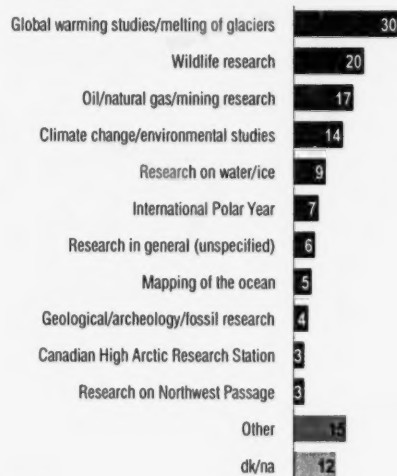 Global warming studies/melting of glaciers 30
Wildlife research 20
Oil/natural gas/mining research 17
Climate change/environmental studies 14
Research on water/ice 9
International Polar Year 7
Research in general (unspecified) 6
Mapping of the ocean 5
Geological/archeology/fossil research 4
Canadian High Arctic Research Station 3
Research on Northwest Passage 3
Other 15
dk/na 12